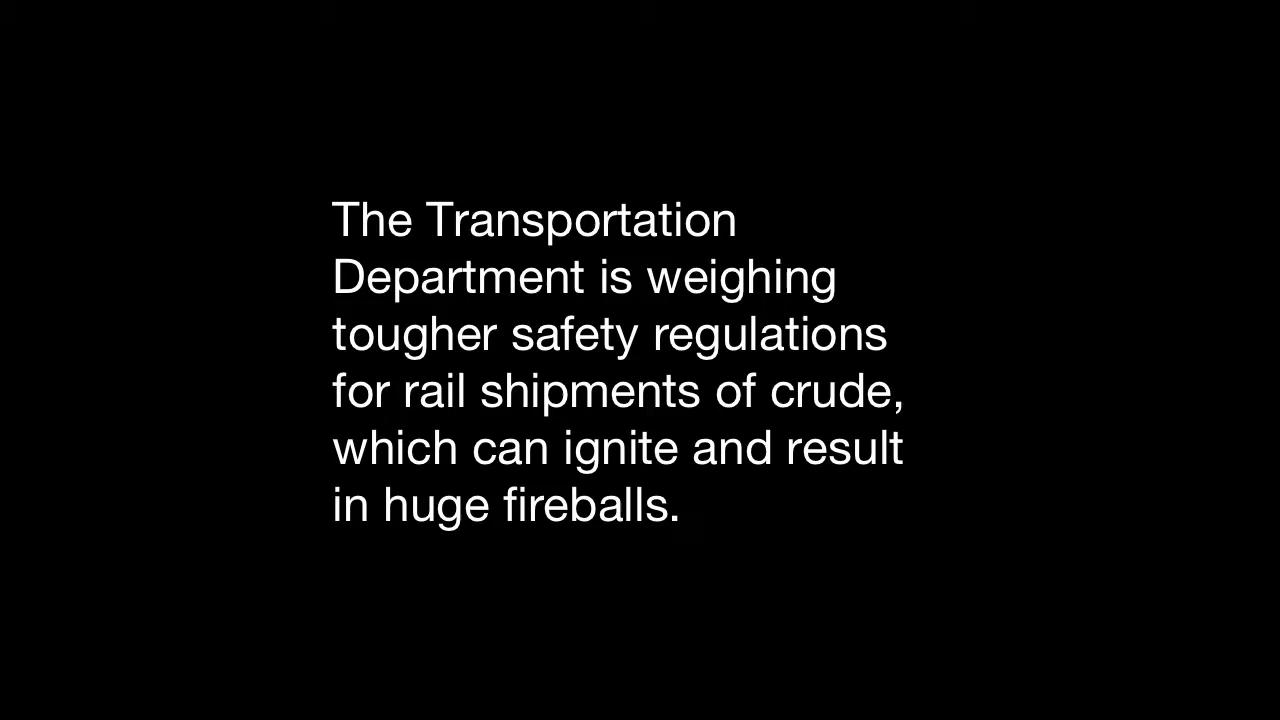 The Transportation
Department is weighing
tougher safety regulations
for rail shipments of crude,
which can ignite and result
in huge fireballs.